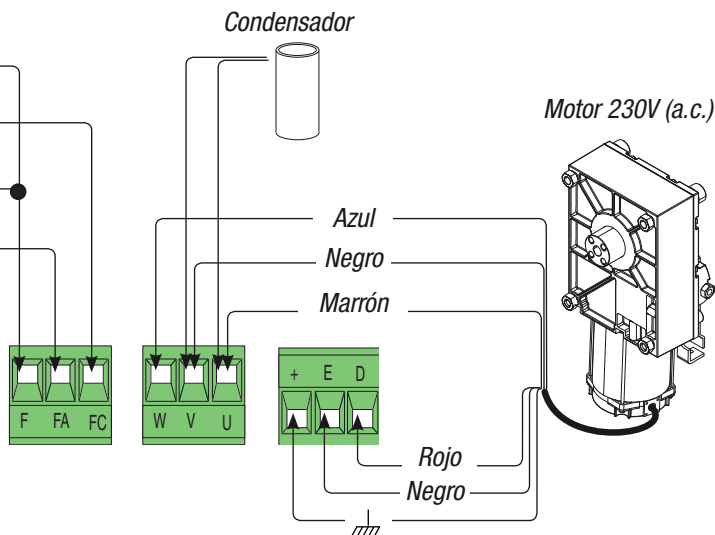 Condensador
Motor 230V (a.c.)
Azul
Negro
Marrón
F FA FC
W V U
+ E D
Rojo
Negro